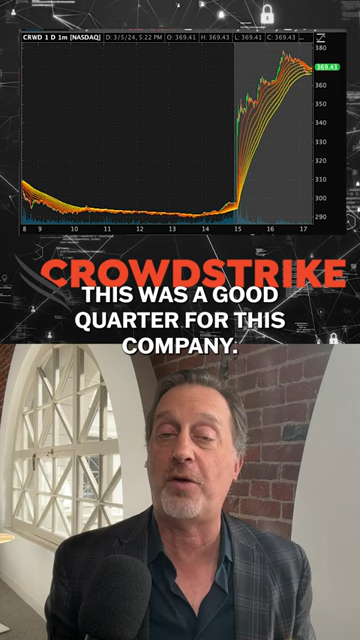 CRWD 1 D 1m [NASDAQ] D: 3/5/24, 5:22 PM O: 369.41 H: 369.43 L: 369.41 C: 369.43 ...
380
369.43
360
350
340
330
320
310
300
290
8 9 10 11 12 13 14 15 16 17
CROWDSTRIKE
THIS WAS A GOOD
QUARTER FOR THIS
COMPANY.